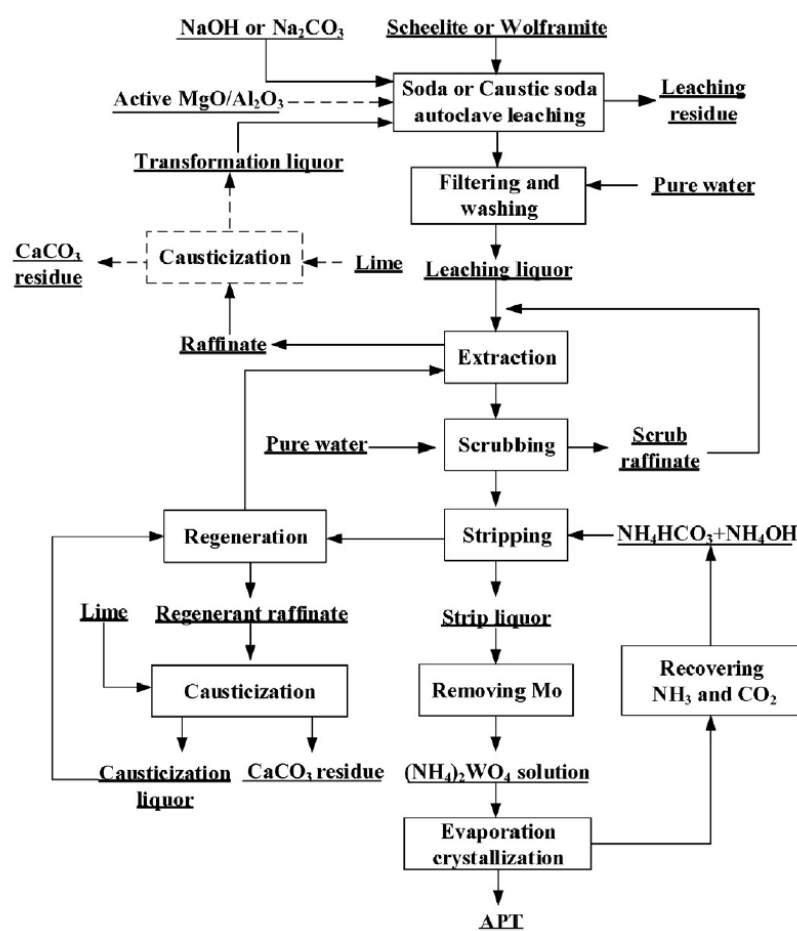 NaOH or Na₂CO₃
Scheelite or Wolframite
Active MgO/Al₂O₃
Soda or Caustic soda
autoclave leaching
Leaching
residue
Transformation liquor
Filtering and
washing
Pure water
CaCO₃
residue
Causticization
Lime
Leaching liquor
Raffinate
Extraction
Pure water
Scrubbing
Scrub
raffinate
Regeneration
Stripping
NH₄HCO₃+NH₄OH
Lime
Regenerant raffinate
Strip liquor
Causticization
Removing Mo
Recovering
NH₃ and CO₂
Causticization
liquor
CaCO₃ residue
(NH₄)₂WO₄ solution
Evaporation
crystallization
APT